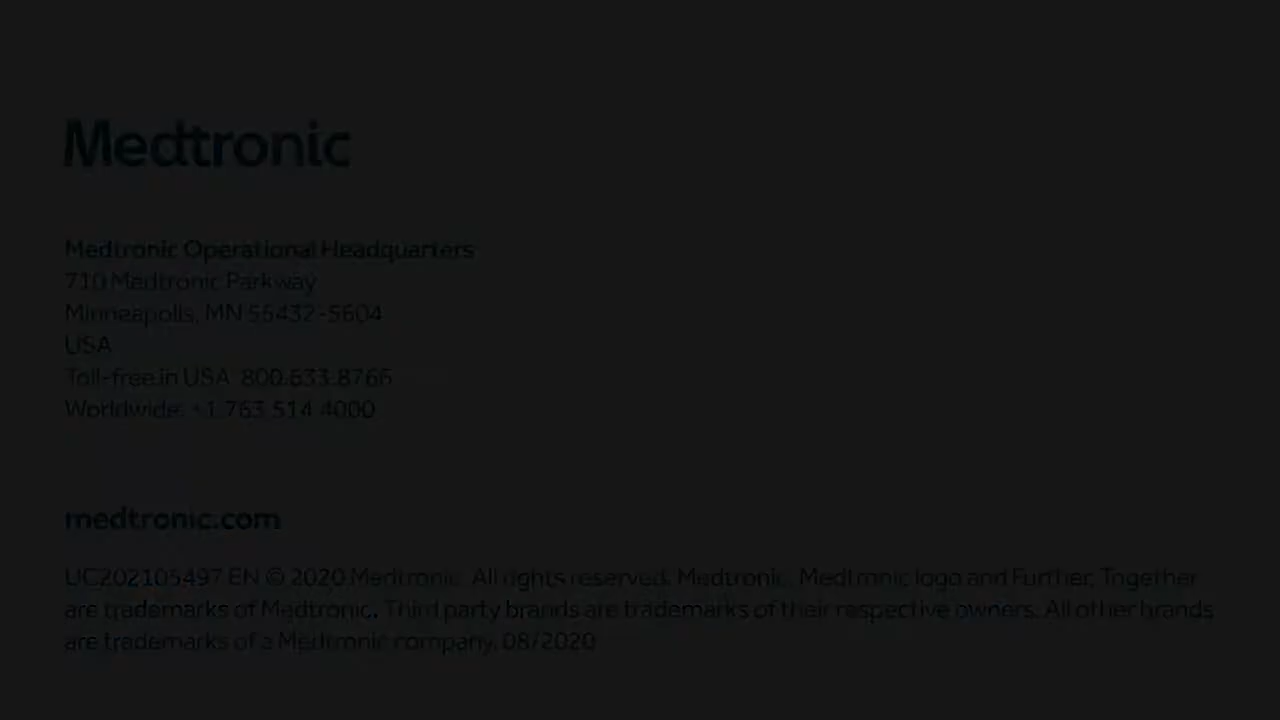 Medtronic
Medtronic Operational Headquarters
710 Medtronic Parkway
Minneapolis, MN 55432-5604
USA
Toll-free in USA: 800.633.8766
Worldwide: +1.763.514.4000
medtronic.com
UC202105497 EN © 2020 Medtronic. All rights reserved. Medtronic, Medtronic logo and Further, Together
are trademarks of Medtronic. Third party brands are trademarks of their respective owners. All other brands
are trademarks of a Medtronic company. 08/2020